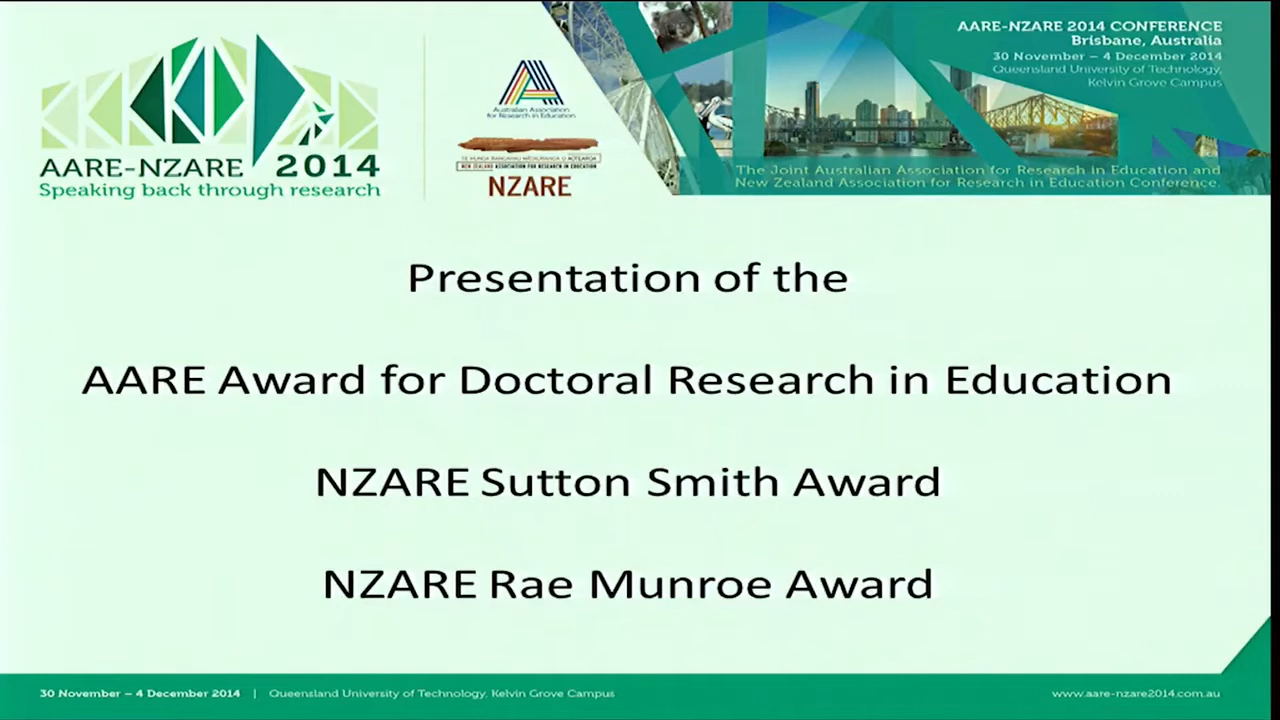 AARE-NZARE 2014
Speaking back through research
Australian Association
for Research in Education
NEW ZEALAND ASSOCIATION FOR RESEARCH IN EDUCATION
NZARE
AARE-NZARE 2014 CONFERENCE
Brisbane, Australia
30 November – 4 December 2014
Queensland University of Technology,
Kelvin Grove Campus
The Joint Australian Association for Research in Education and
New Zealand Association for Research in Education Conference.
Presentation of the
AARE Award for Doctoral Research in Education
NZARE Sutton Smith Award
NZARE Rae Munroe Award
30 November – 4 December 2014 | Queensland University of Technology, Kelvin Grove Campus
www.aare-nzare2014.com.au